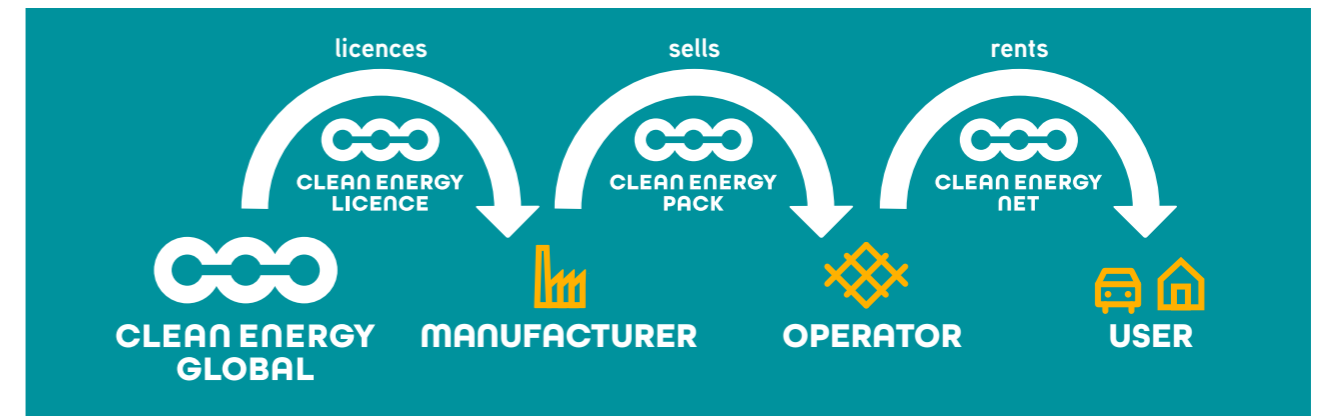 licences
sells
rents
CLEAN ENERGY
LICENCE
CLEAN ENERGY
PACK
CLEAN ENERGY
NET
CLEAN ENERGY
GLOBAL
MANUFACTURER
OPERATOR
USER